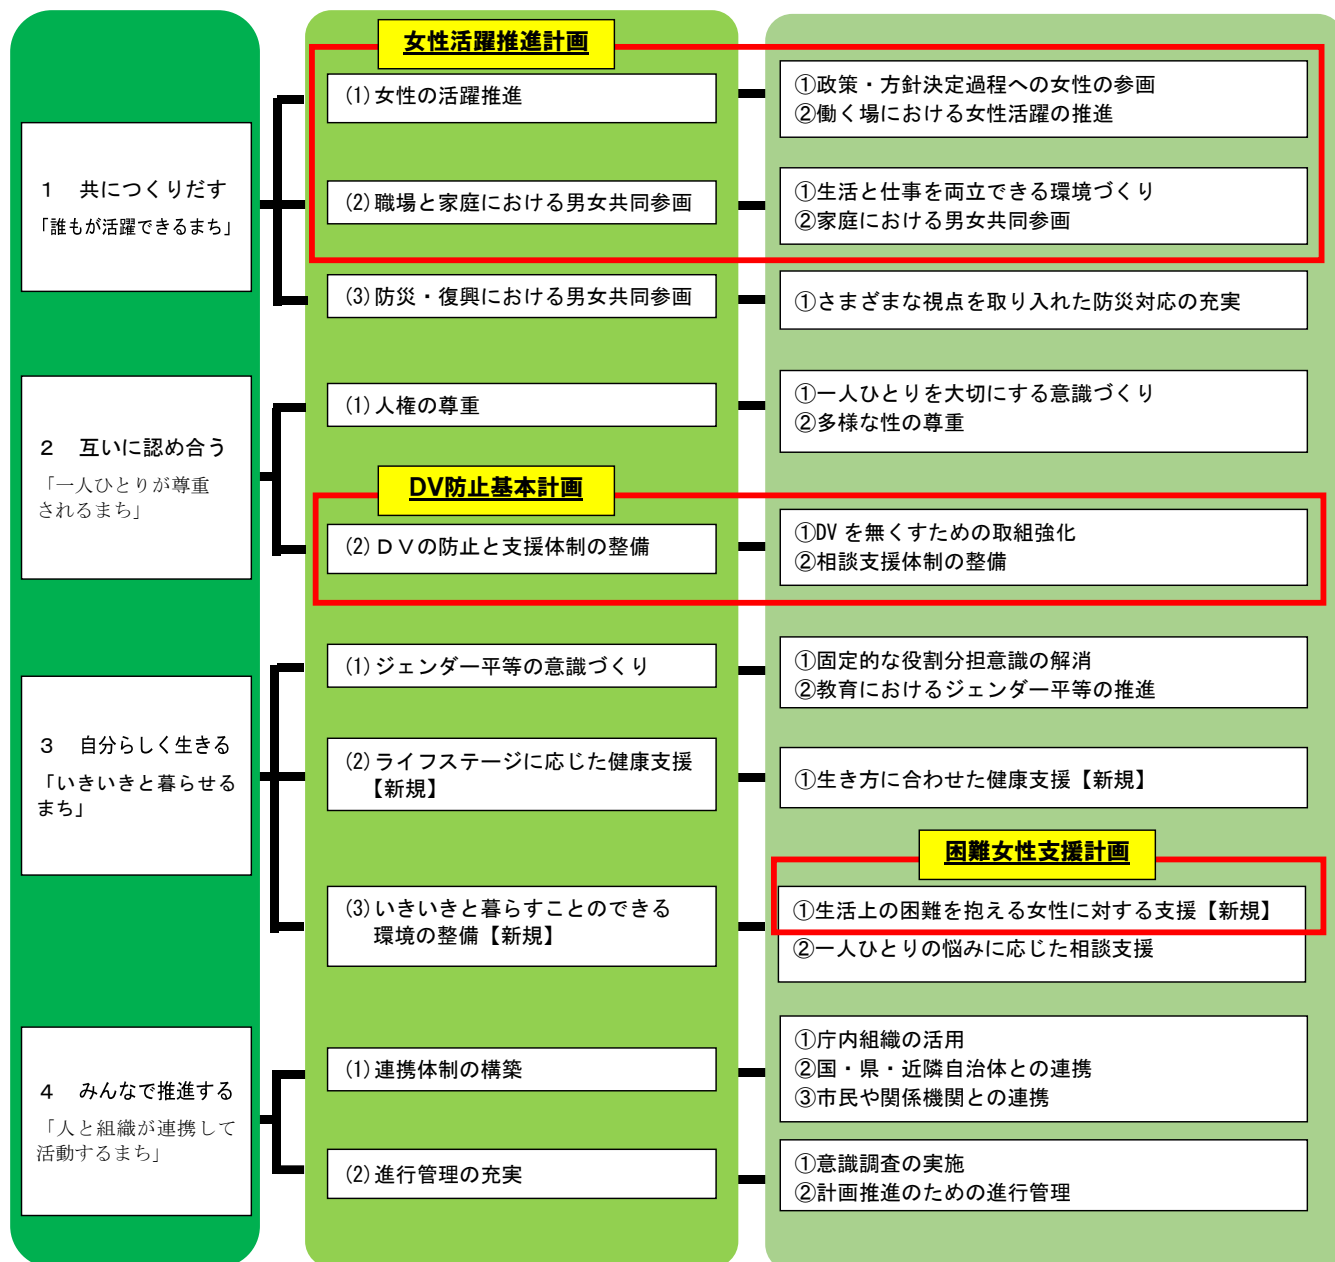 女性活躍推進計画
1 共につくりだす
「誰もが活躍できるまち」
(1)女性の活躍推進
①政策・方針決定過程への女性の参画
②働く場における女性活躍の推進
(2)職場と家庭における男女共同参画
①生活と仕事を両立できる環境づくり
②家庭における男女共同参画
(3)防災・復興における男女共同参画
①さまざまな視点を取り入れた防災対応の充実
2 互いに認め合う
「一人ひとりが尊重
されるまち」
(1)人権の尊重
①一人ひとりを大切にする意識づくり
②多様な性の尊重
DV防止基本計画
(2)DVの防止と支援体制の整備
①DVを無くすための取組強化
②相談支援体制の整備
3 自分らしく生きる
「いきいきと暮らせる
まち」
(1)ジェンダー平等の意識づくり
①固定的な役割分担意識の解消
②教育におけるジェンダー平等の推進
(2)ライフステージに応じた健康支援
【新規】
①生き方に合わせた健康支援【新規】
困難女性支援計画
(3)いきいきと暮らすことのできる
環境の整備【新規】
①生活上の困難を抱える女性に対する支援【新規】
②一人ひとりの悩みに応じた相談支援
4 みんなで推進する
「人と組織が連携して
活動するまち」
(1)連携体制の構築
①庁内組織の活用
②国・県・近隣自治体との連携
③市民や関係機関との連携
(2)進行管理の充実
①意識調査の実施
②計画推進のための進行管理